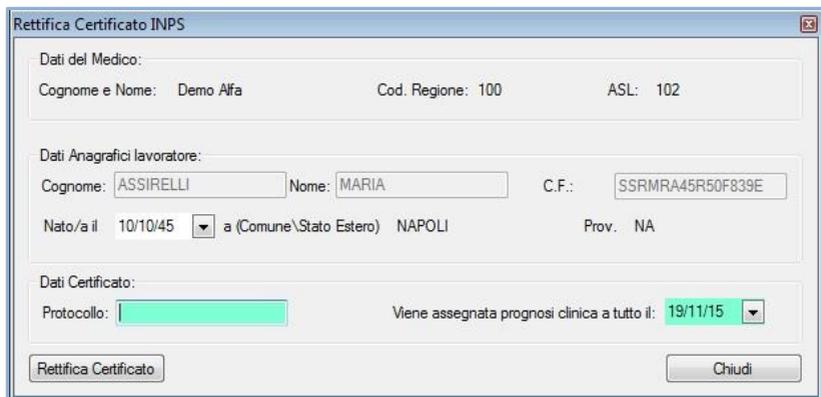 Rettifica Certificato INPS
Dati del Medico:
Cognome e Nome: Demo Alfa Cod. Regione: 100 ASL: 102
Dati Anagrafici lavoratore:
Cognome: ASSIRELLI Nome: MARIA C.F.: SSRMRA45R50F839E
Nato/a il 10/10/45 a (Comune\Stato Estero) NAPOLI Prov. NA
Dati Certificato:
Protocollo: Viene assegnata prognosi clinica a tutto il: 19/11/15
Rettifica Certificato Chiudi